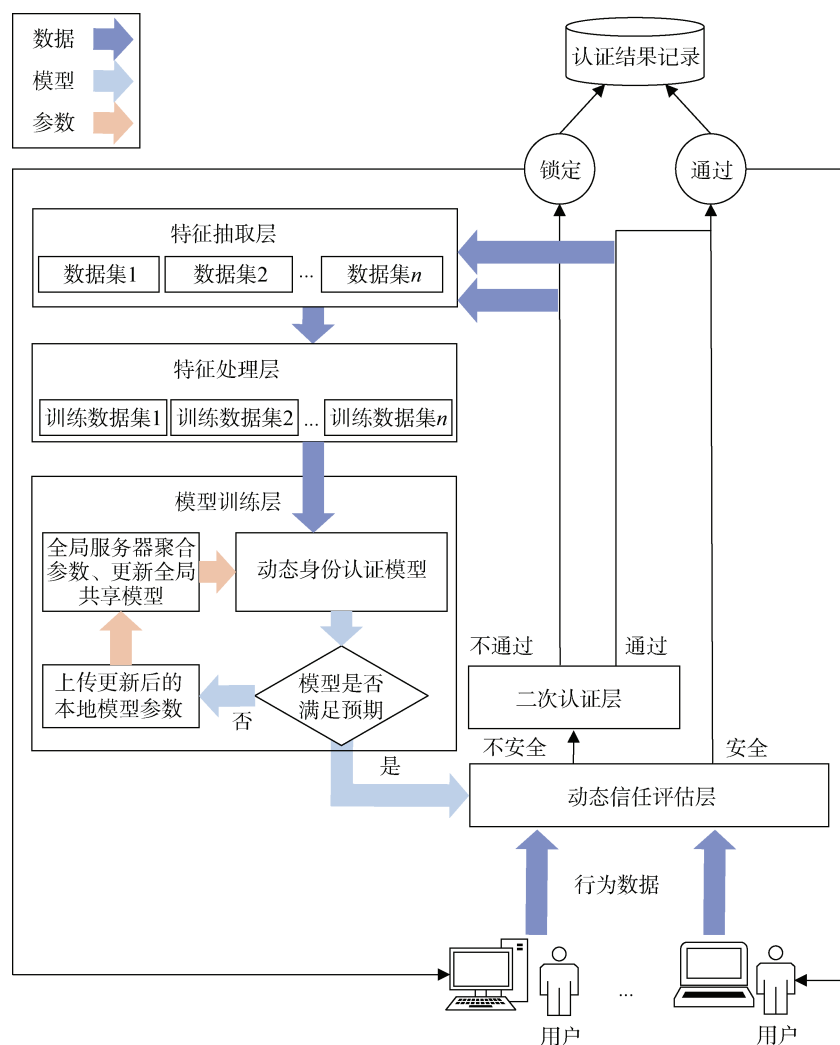 数据
模型
参数
认证结果记录
锁定
通过
特征抽取层
数据集1
数据集2
...
数据集n
特征处理层
训练数据集1
训练数据集2
...
训练数据集n
模型训练层
全局服务器聚合
参数、更新全局
共享模型
动态身份认证模型
上传更新后的
本地模型参数
否
模型是否
满足预期
是
不通过
通过
二次认证层
不安全
安全
动态信任评估层
行为数据
...
用户
用户